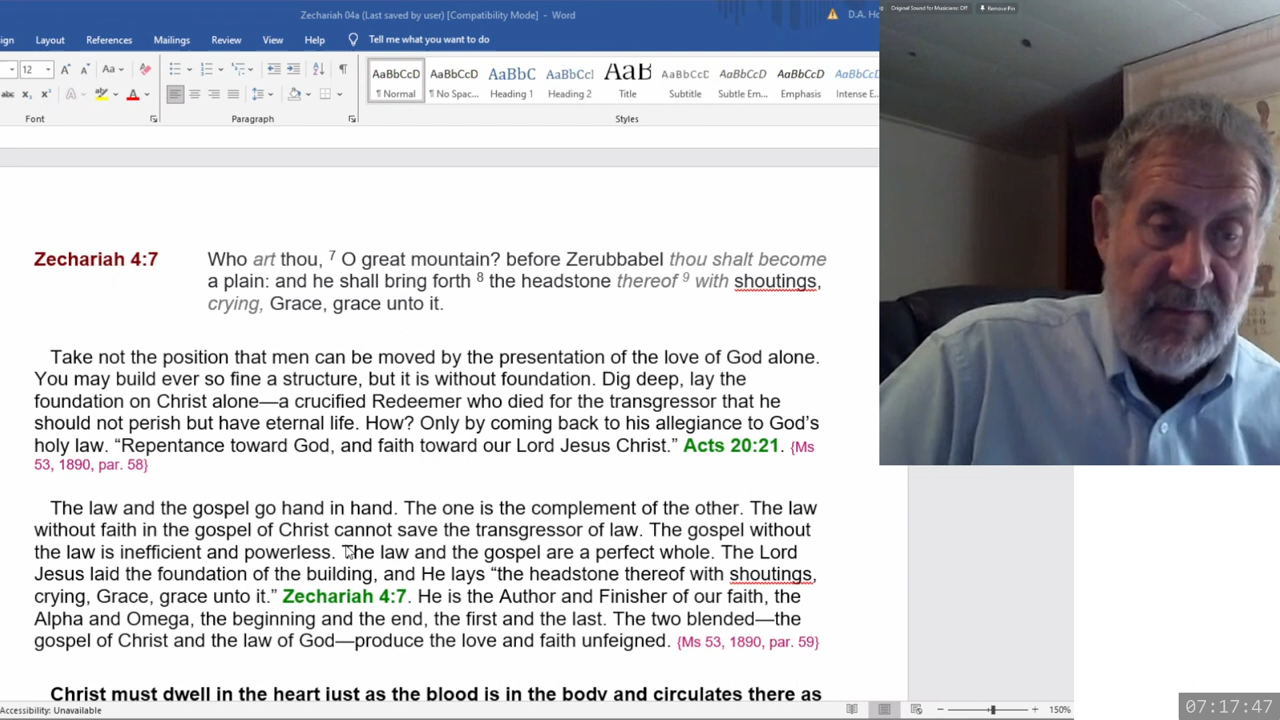 Zechariah 04a (Last saved by user) [Compatibility Mode] - Word
D.A. Ho
Original Sound for Musicians: Off
Remove Pin
ign Layout References Mailings Review View Help Tell me what you want to do
12 Aa
AaBbCcD AaBbCcD AaBbC AaBbCcI AaB AaBbCcD AaBbCcD AaBbCcD AaBbCcD
¶ Normal ¶ No Spac... Heading 1 Heading 2 Title Subtitle Subtle Em... Emphasis Intense E...
Font Paragraph Styles
Zechariah 4:7 Who art thou, 7 O great mountain? before Zerubbabel thou shalt become
a plain: and he shall bring forth 8 the headstone thereof 9 with shoutings,
crying, Grace, grace unto it.
Take not the position that men can be moved by the presentation of the love of God alone.
You may build ever so fine a structure, but it is without foundation. Dig deep, lay the
foundation on Christ alone—a crucified Redeemer who died for the transgressor that he
should not perish but have eternal life. How? Only by coming back to his allegiance to God’s
holy law. “Repentance toward God, and faith toward our Lord Jesus Christ.” Acts 20:21. {Ms
53, 1890, par. 58}
The law and the gospel go hand in hand. The one is the complement of the other. The law
without faith in the gospel of Christ cannot save the transgressor of law. The gospel without
the law is inefficient and powerless. The law and the gospel are a perfect whole. The Lord
Jesus laid the foundation of the building, and He lays “the headstone thereof with shoutings,
crying, Grace, grace unto it.” Zechariah 4:7. He is the Author and Finisher of our faith, the
Alpha and Omega, the beginning and the end, the first and the last. The two blended—the
gospel of Christ and the law of God—produce the love and faith unfeigned. {Ms 53, 1890, par. 59}
Christ must dwell in the heart just as the blood is in the body and circulates there as
Accessibility: Unavailable
150%
07:17:47